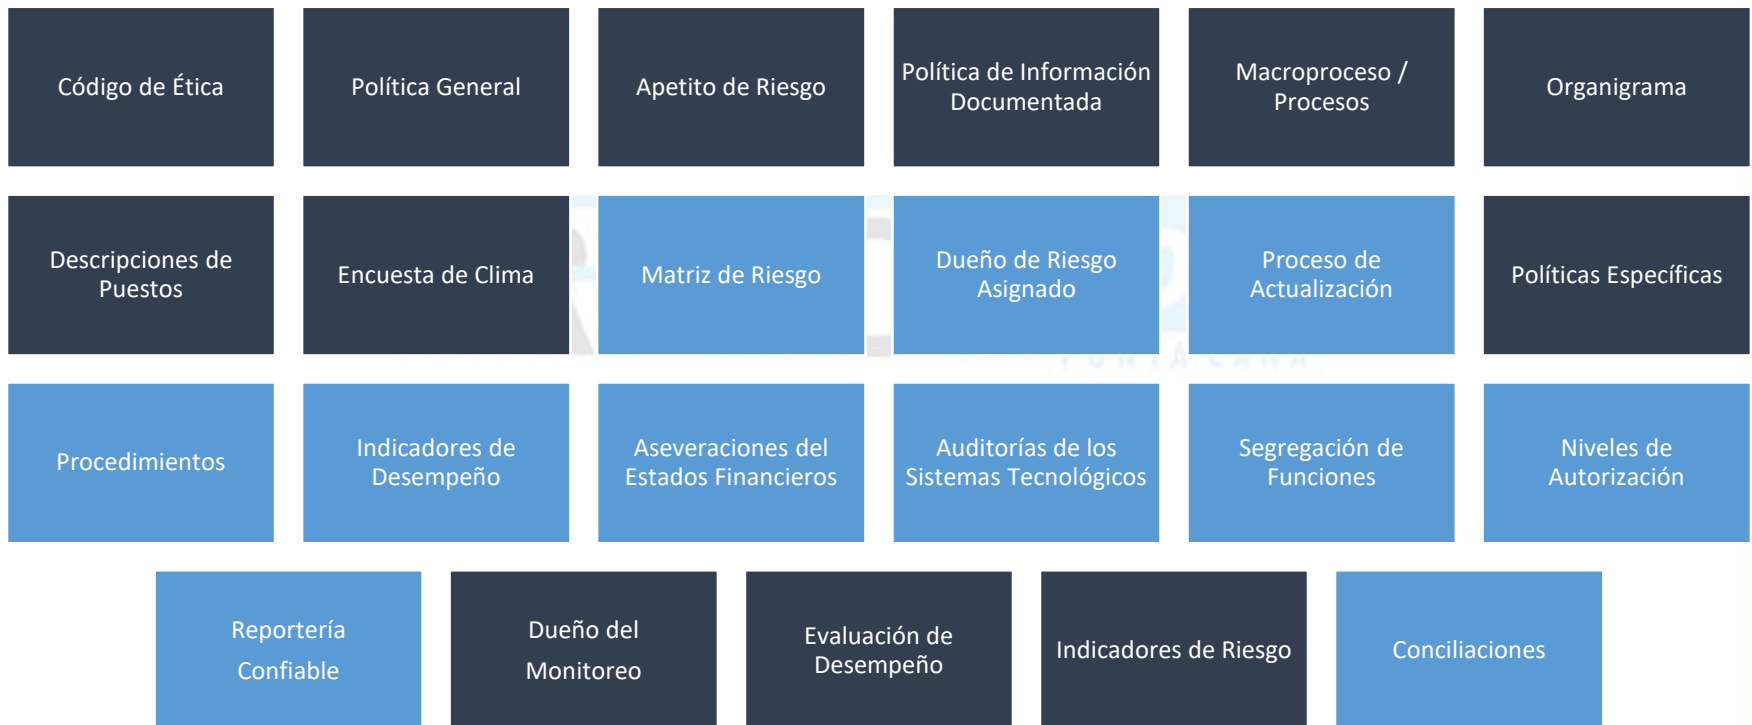 Código de Ética
Política General
Apetito de Riesgo
Política de Información
Documentada
Macroproceso /
Procesos
Organigrama
Descripciones de
Puestos
Encuesta de Clima
Matriz de Riesgo
Dueño de Riesgo
Asignado
Proceso de
Actualización
Políticas Específicas
Procedimientos
Indicadores de
Desempeño
Aseveraciones del
Estados Financieros
Auditorías de los
Sistemas Tecnológicos
Segregación de
Funciones
Niveles de
Autorización
Reportería
Confiable
Dueño del
Monitoreo
Evaluación de
Desempeño
Indicadores de Riesgo
Conciliaciones